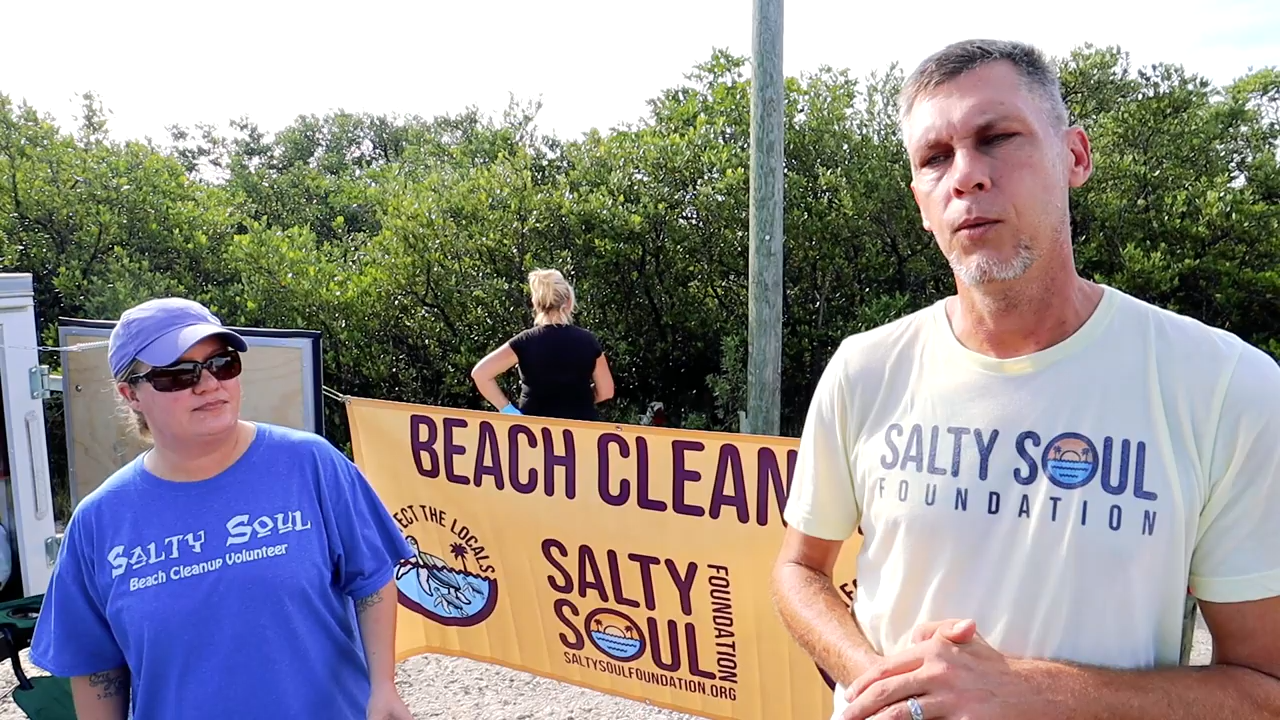 SALTY SOUL
Beach Cleanup Volunteer
BEACH CLEAN
ECT THE LOCALS
SALTY
SOUL
FOUNDATION
SALTYSOULFOUNDATION.ORG
SALTY SOUL
FOUNDATION